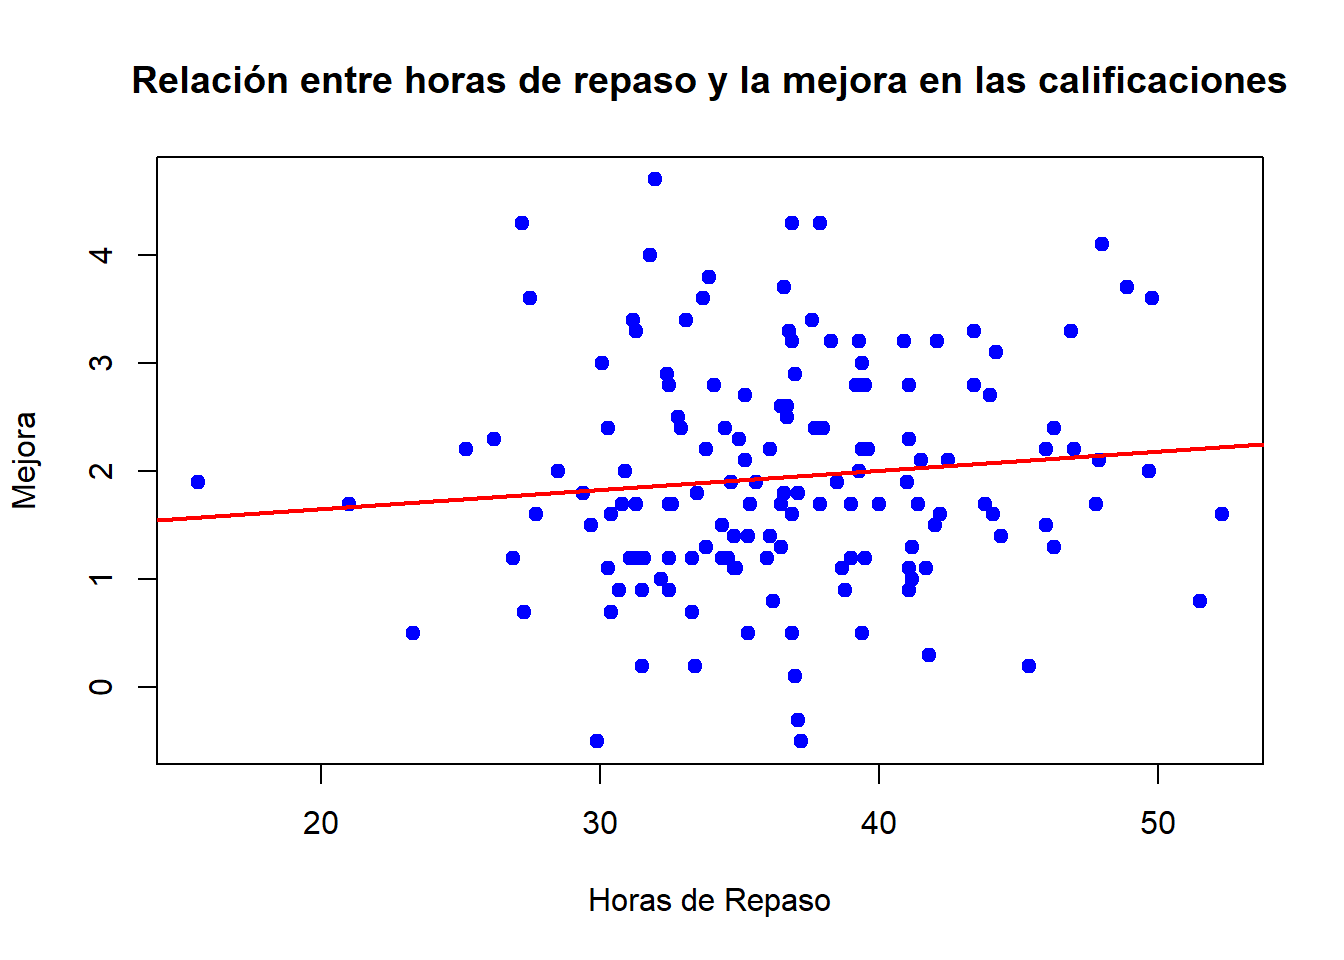 Relación entre horas de repaso y la mejora en las calificaciones
Mejora
4
3
2
1
0
20 30 40 50
Horas de Repaso